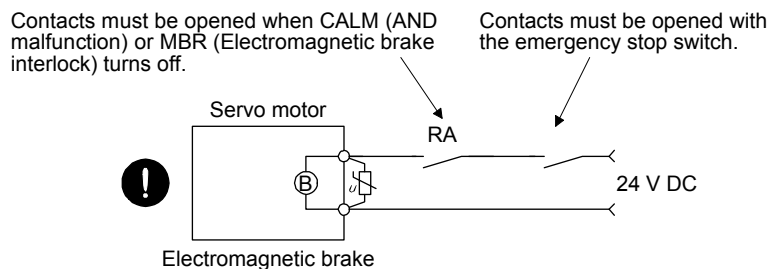 Contacts must be opened when CALM (AND
malfunction) or MBR (Electromagnetic brake
interlock) turns off.
Contacts must be opened with
the emergency stop switch.
Servo motor
RA
B
U
24 V DC
Electromagnetic brake